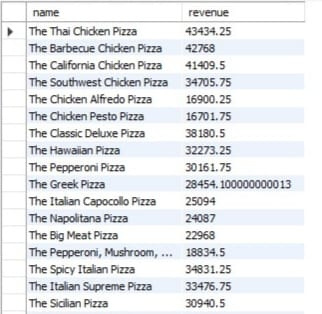 name revenue
The Thai Chicken Pizza 43434.25
The Barbecue Chicken Pizza 42768
The California Chicken Pizza 41409.5
The Southwest Chicken Pizza 34705.75
The Chicken Alfredo Pizza 16900.25
The Chicken Pesto Pizza 16701.75
The Classic Deluxe Pizza 38180.5
The Hawaiian Pizza 32273.25
The Pepperoni Pizza 30161.75
The Greek Pizza 28454.100000000013
The Italian Capocollo Pizza 25094
The Napolitana Pizza 24087
The Big Meat Pizza 22968
The Pepperoni, Mushroom, ... 18834.5
The Spicy Italian Pizza 34831.25
The Italian Supreme Pizza 33476.75
The Sicilian Pizza 30940.5